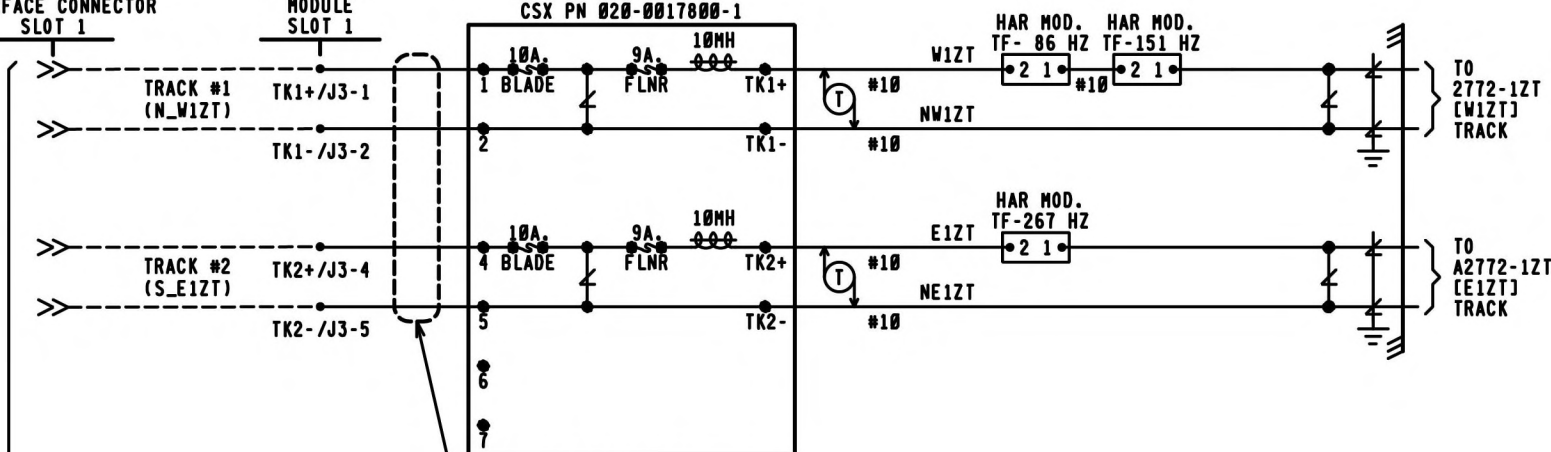 FACE CONNECTOR
SLOT 1
MODULE
SLOT 1
CSX PN 020-0017800-1
10A.
BLADE
9A.
FLNR
10MH
1
TK1+
2
TK1-
TRACK #1
(N_W1ZT)
TK1+/J3-1
TK1-/J3-2
W1ZT
NW1ZT
T
#10
#10
HAR MOD.
TF- 86 HZ
2 1
#10
HAR MOD.
TF-151 HZ
2 1
TO
2772-1ZT
[W1ZT]
TRACK
TRACK #2
(S_E1ZT)
TK2+/J3-4
TK2-/J3-5
10A.
BLADE
9A.
FLNR
10MH
4
TK2+
5
TK2-
6
7
E1ZT
NE1ZT
T
#10
#10
HAR MOD.
TF-267 HZ
2 1
TO
A2772-1ZT
[E1ZT]
TRACK